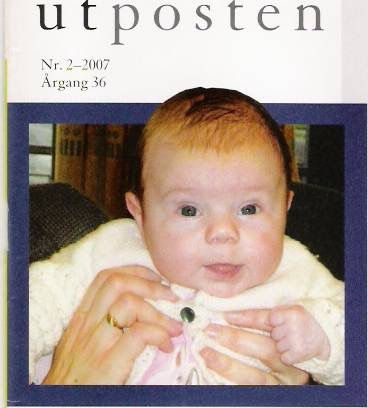 utposten
Nr. 2–2007
Årgang 36